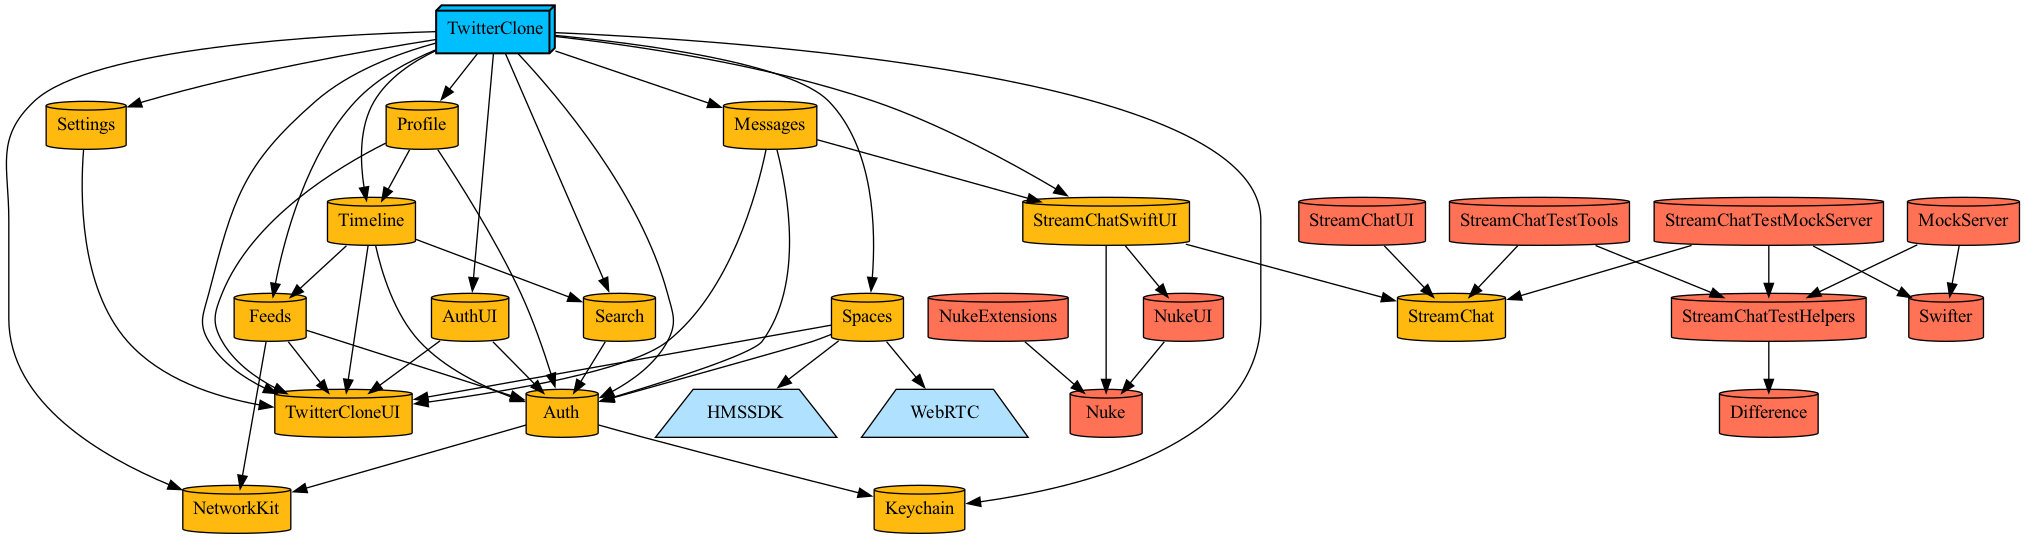 TwitterClone
Settings
Profile
Messages
Timeline
StreamChatSwiftUI
StreamChatUI
StreamChatTestTools
StreamChatTestMockServer
MockServer
Feeds
AuthUI
Search
Spaces
NukeExtensions
NukeUI
StreamChat
StreamChatTestHelpers
Swifter
TwitterCloneUI
Auth
HMSSDK
WebRTC
Nuke
Difference
NetworkKit
Keychain